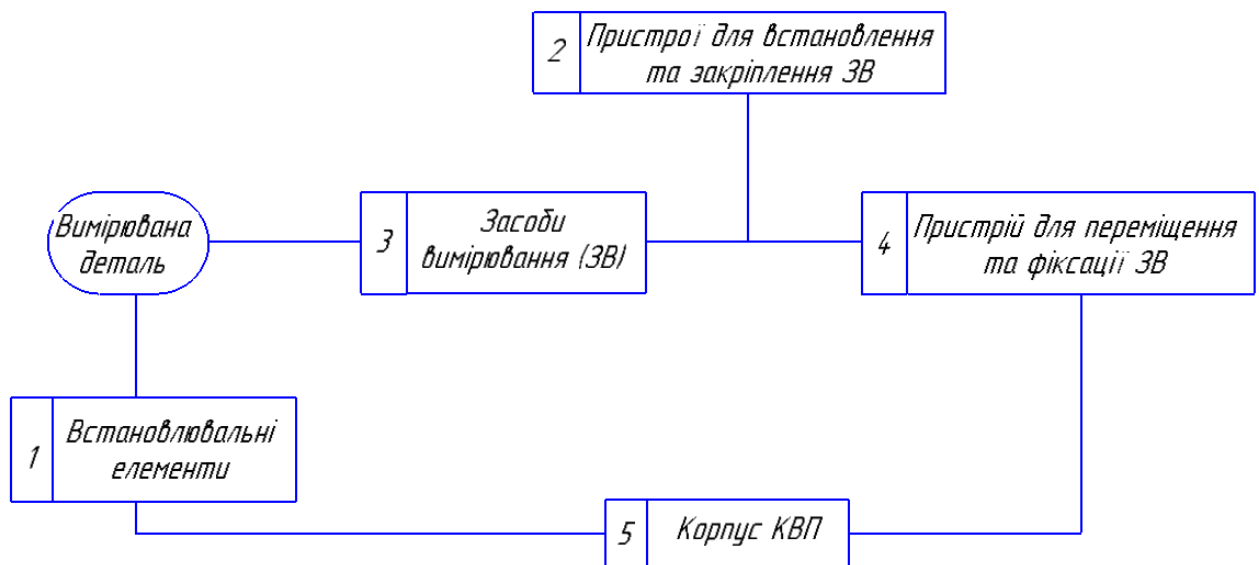 2
Пристрої для встановлення
та закріплення ЗВ
Вимірювана
деталь
3
Засоби
вимірювання (ЗВ)
4
Пристрій для переміщення
та фіксації ЗВ
1
Встановлювальні
елементи
5
Корпус КВП